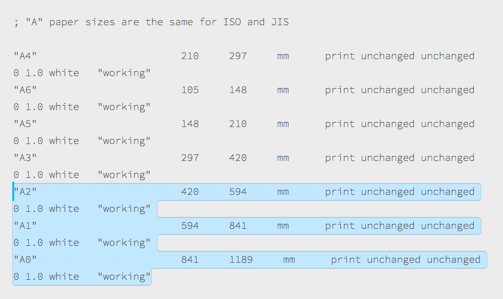 ; "A" paper sizes are the same for ISO and JIS
"A4" 210 297 mm print unchanged unchanged
0 1.0 white "working"
"A6" 105 148 mm print unchanged unchanged
0 1.0 white "working"
"A5" 148 210 mm print unchanged unchanged
0 1.0 white "working"
"A3" 297 420 mm print unchanged unchanged
0 1.0 white "working"
"A2" 420 594 mm print unchanged unchanged
0 1.0 white "working"
"A1" 594 841 mm print unchanged unchanged
0 1.0 white "working"
"A0" 841 1189 mm print unchanged unchanged
0 1.0 white "working"